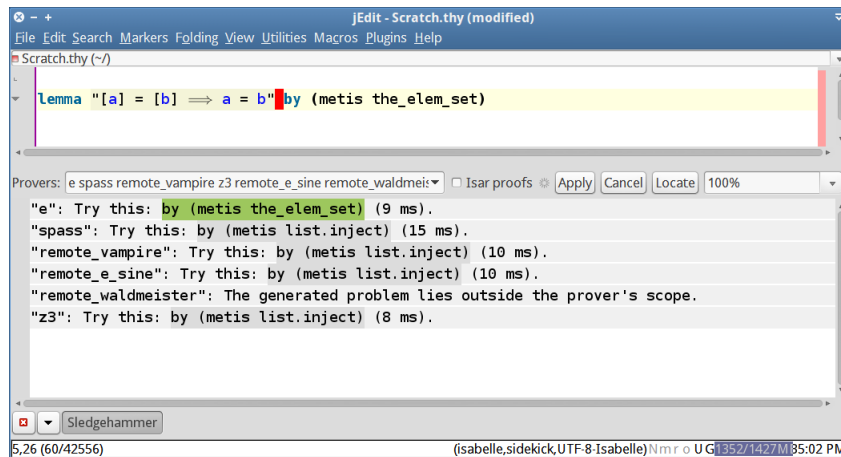 jEdit - Scratch.thy (modified)
File Edit Search Markers Folding View Utilities Macros Plugins Help
Scratch.thy (~/)
lemma "[a] = [b] ⟹ a = b" by (metis the_elem_set)
Provers: e spass remote_vampire z3 remote_e_sine remote_waldmeis Isar proofs Apply Cancel Locate 100%
"e": Try this: by (metis the_elem_set) (9 ms).
"spass": Try this: by (metis list.inject) (15 ms).
"remote_vampire": Try this: by (metis list.inject) (10 ms).
"remote_e_sine": Try this: by (metis list.inject) (10 ms).
"remote_waldmeister": The generated problem lies outside the prover's scope.
"z3": Try this: by (metis list.inject) (8 ms).
Sledgehammer
5,26 (60/42556) (isabelle,sidekick,UTF-8-Isabelle) N m r o U G 1352/1427M 35:02 PM